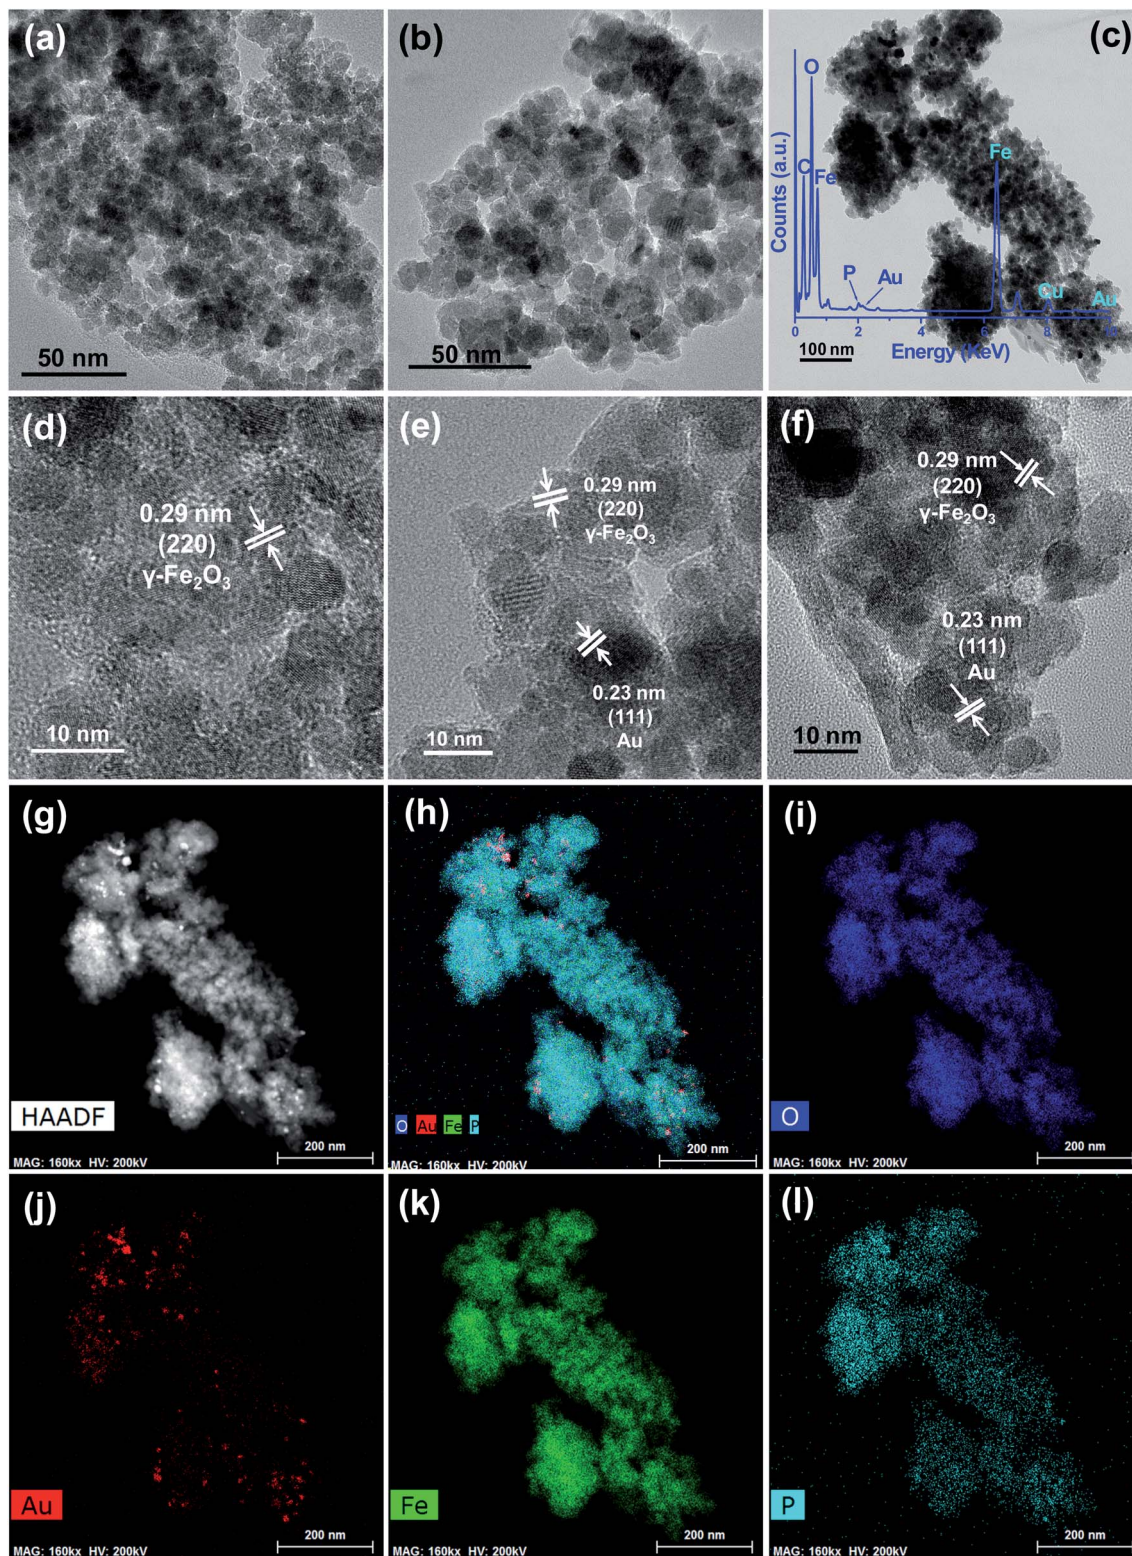 (a)
50 nm
(b)
50 nm
(c)
O
C
Fe
Fe
P
Au
Cu
Au
Counts (a.u.)
0 2 4 6 8 10
Energy (KeV)
100 nm
(d)
0.29 nm
(220)
γ-Fe₂O₃
10 nm
(e)
0.29 nm
(220)
γ-Fe₂O₃
0.23 nm
(111)
Au
10 nm
(f)
0.29 nm
(220)
γ-Fe₂O₃
0.23 nm
(111)
Au
10 nm
(g)
HAADF
200 nm
MAG: 160kx HV: 200kV
(h)
O Au Fe P
200 nm
MAG: 160kx HV: 200kV
(i)
O
200 nm
MAG: 160kx HV: 200kV
(j)
Au
200 nm
MAG: 160kx HV: 200kV
(k)
Fe
200 nm
MAG: 160kx HV: 200kV
(l)
P
200 nm
MAG: 160kx HV: 200kV